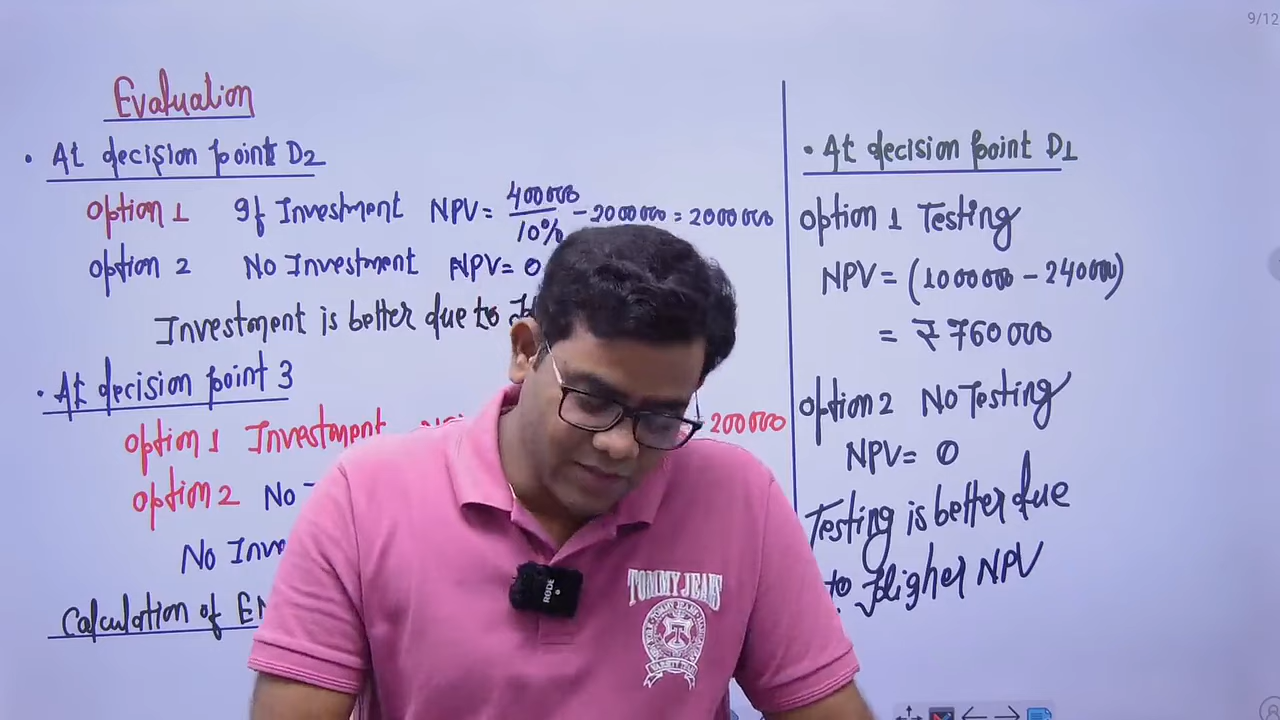 9/12
Evaluation
• At decision point D2
Option 1 If Investment NPV = 400000/10% - 2000000 = 2000000
Option 2 No Investment NPV = 0
Investment is better due to
• At decision point 3
Option 1 Investment 200000
Option 2 No
No
Calculation of
• At decision point D1
Option 1 Testing
NPV = (1000000 - 240000)
= ₹ 760000
Option 2 No Testing
NPV = 0
Testing is better due
to Higher NPV
RODE
TOMMY JEANS